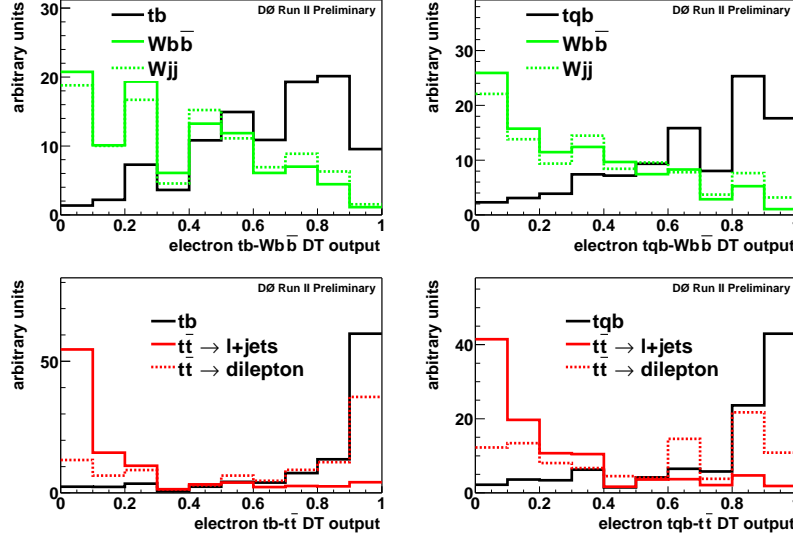 DØ Run II Preliminary
arbitrary units
30
20
10
0
tb
Wbb̄
Wjj
0 0.2 0.4 0.6 0.8 1
electron tb-Wbb̄ DT output
DØ Run II Preliminary
arbitrary units
30
20
10
0
tqb
Wbb̄
Wjj
0 0.2 0.4 0.6 0.8 1
electron tqb-Wbb̄ DT output
DØ Run II Preliminary
arbitrary units
50
0
tb
tt̄ → l+jets
tt̄ → dilepton
0 0.2 0.4 0.6 0.8 1
electron tb-tt̄ DT output
DØ Run II Preliminary
arbitrary units
40
20
0
tqb
tt̄ → l+jets
tt̄ → dilepton
0 0.2 0.4 0.6 0.8 1
electron tqb-tt̄ DT output